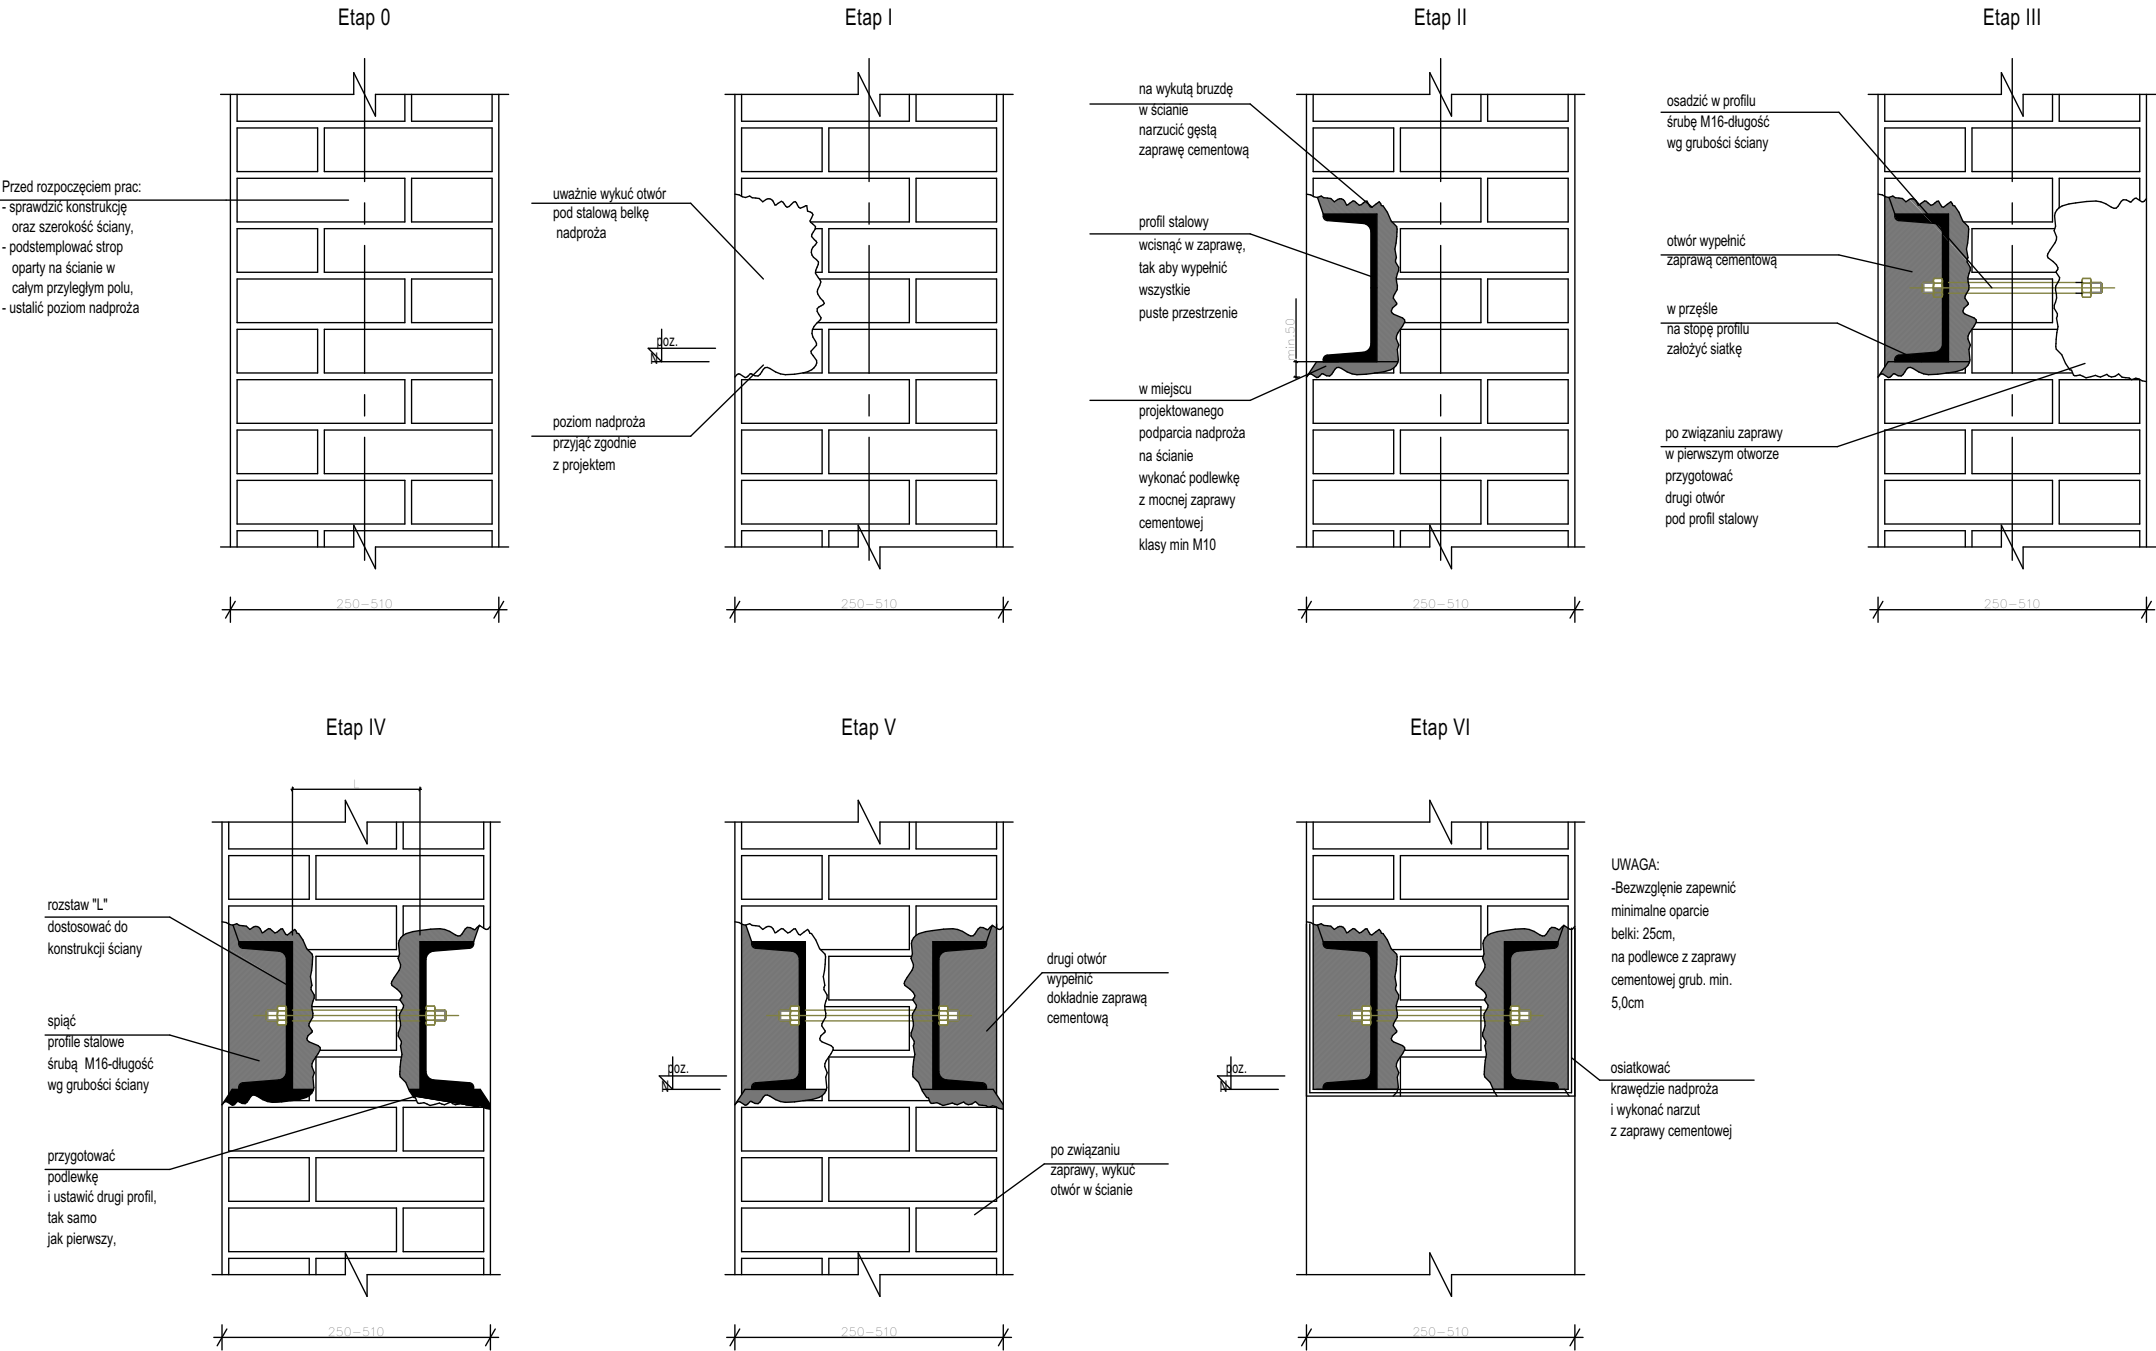 Etap 0
Przed rozpoczęciem prac:
- sprawdzić konstrukcję
oraz szerokość ściany,
- podstemplować strop
oparty na ścianie w
całym przyległym polu,
- ustalić poziom nadproża
250-510
Etap I
uważnie wykuć otwór
pod stalową belkę
nadproża
poz.
N
poziom nadproża
przyjąć zgodnie
z projektem
250-510
Etap II
na wykutą bruzdę
w ścianie
narzucić gęstą
zaprawę cementową
profil stalowy
wcisnąć w zaprawę,
tak aby wypełnić
wszystkie
puste przestrzenie
min.50
w miejscu
projektowanego
podparcia nadproża
na ścianie
wykonać podlewkę
z mocnej zaprawy
cementowej
klasy min M10
250-510
Etap III
osadzić w profilu
śrubę M16-długość
wg grubości ściany
otwór wypełnić
zaprawą cementową
w przęśle
na stopę profilu
założyć siatkę
po związaniu zaprawy
w pierwszym otworze
przygotować
drugi otwór
pod profil stalowy
250-510
Etap IV
L
rozstaw "L"
dostosować do
konstrukcji ściany
spiąć
profile stalowe
śrubą M16-długość
wg grubości ściany
przygotować
podlewkę
i ustawić drugi profil,
tak samo
jak pierwszy,
250-510
Etap V
drugi otwór
wypełnić
dokładnie zaprawą
cementową
poz.
N
po związaniu
zaprawy, wykuć
otwór w ścianie
250-510
Etap VI
UWAGA:
-Bezwzglęnie zapewnić
minimalne oparcie
belki: 25cm,
na podlewce z zaprawy
cementowej grub. min.
5,0cm
poz.
N
osiatkować
krawędzie nadproża
i wykonać narzut
z zaprawy cementowej
250-510